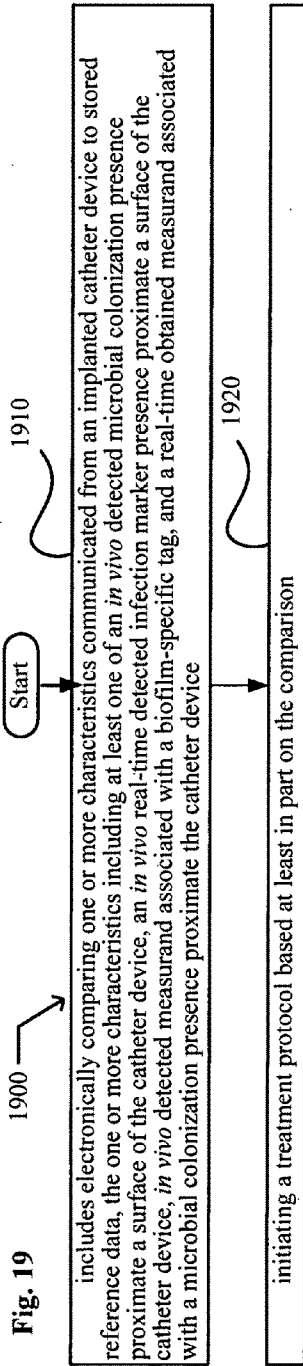 Fig. 19
1900
Start
1910
includes electronically comparing one or more characteristics communicated from an implanted catheter device to stored
reference data, the one or more characteristics including at least one of an in vivo detected microbial colonization presence
proximate a surface of the catheter device, an in vivo real-time detected infection marker presence proximate a surface of the
catheter device, in vivo detected measurand associated with a biofilm-specific tag, and a real-time obtained measurand associated
with a microbial colonization presence proximate the catheter device
1920
initiating a treatment protocol based at least in part on the comparison